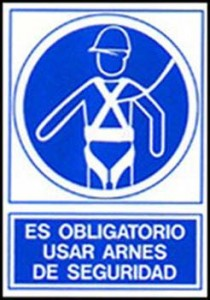 ES OBLIGATORIO
USAR ARNES
DE SEGURIDAD